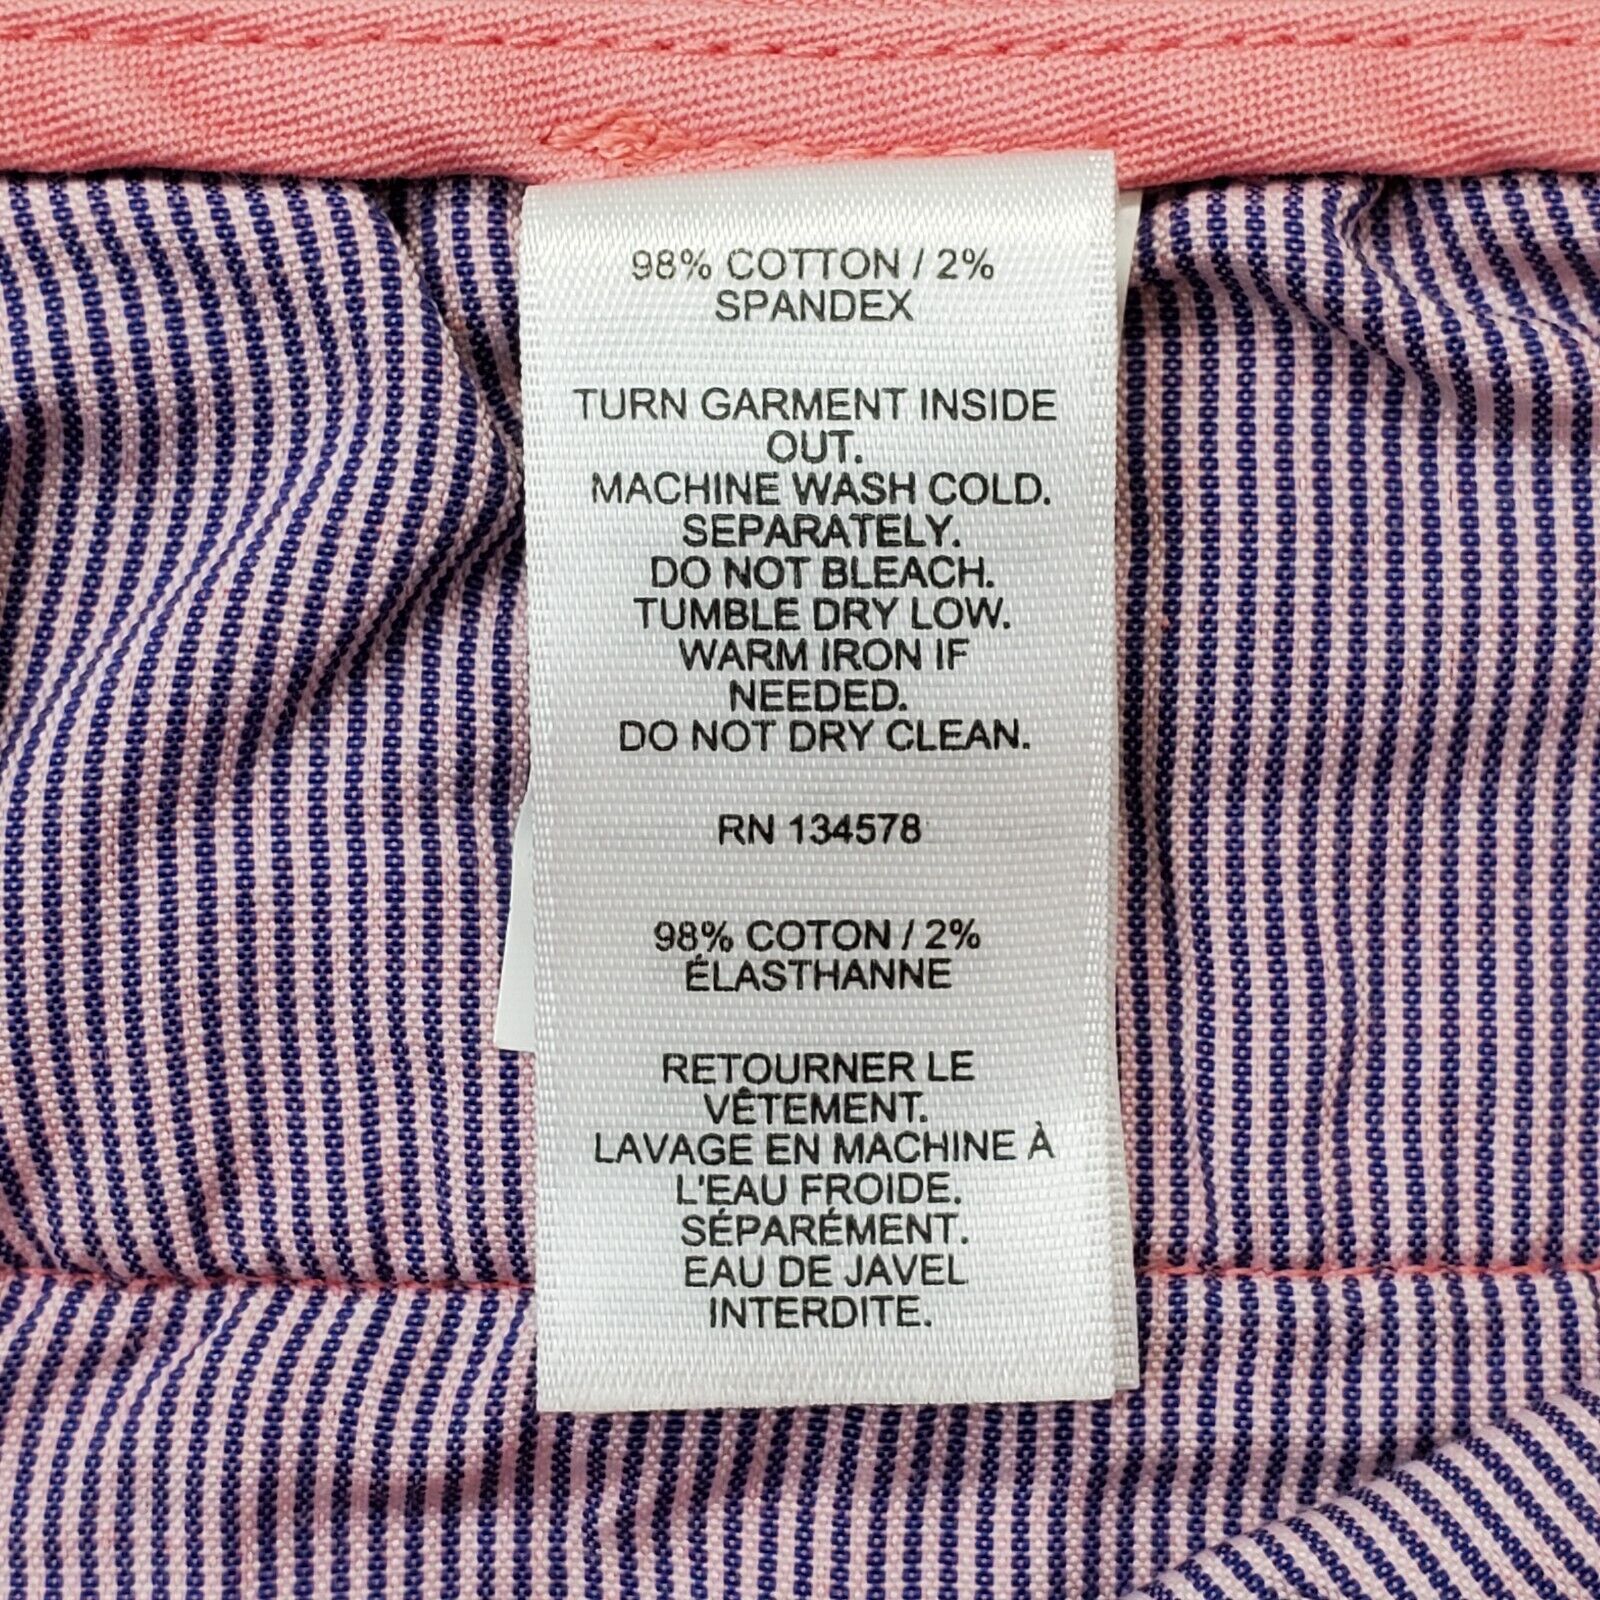 98% COTTON / 2%
SPANDEX
TURN GARMENT INSIDE
OUT.
MACHINE WASH COLD.
SEPARATELY.
DO NOT BLEACH.
TUMBLE DRY LOW.
WARM IRON IF
NEEDED.
DO NOT DRY CLEAN.
RN 134578
98% COTON / 2%
ÉLASTHANNE
RETOURNER LE
VÊTEMENT.
LAVAGE EN MACHINE À
L'EAU FROIDE.
SÉPARÉMENT.
EAU DE JAVEL
INTERDITE.